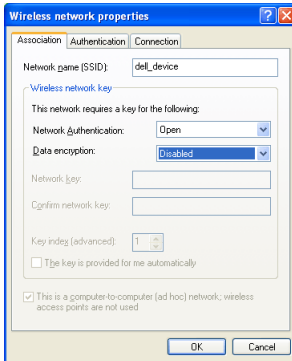 Wireless network properties
Association Authentication Connection
Network name (SSID): dell_device
Wireless network key
This network requires a key for the following:
Network Authentication: Open
Data encryption: Disabled
Network key:
Confirm network key:
Key index (advanced): 1
The key is provided for me automatically
This is a computer-to-computer (ad hoc) network; wireless
access points are not used
OK Cancel